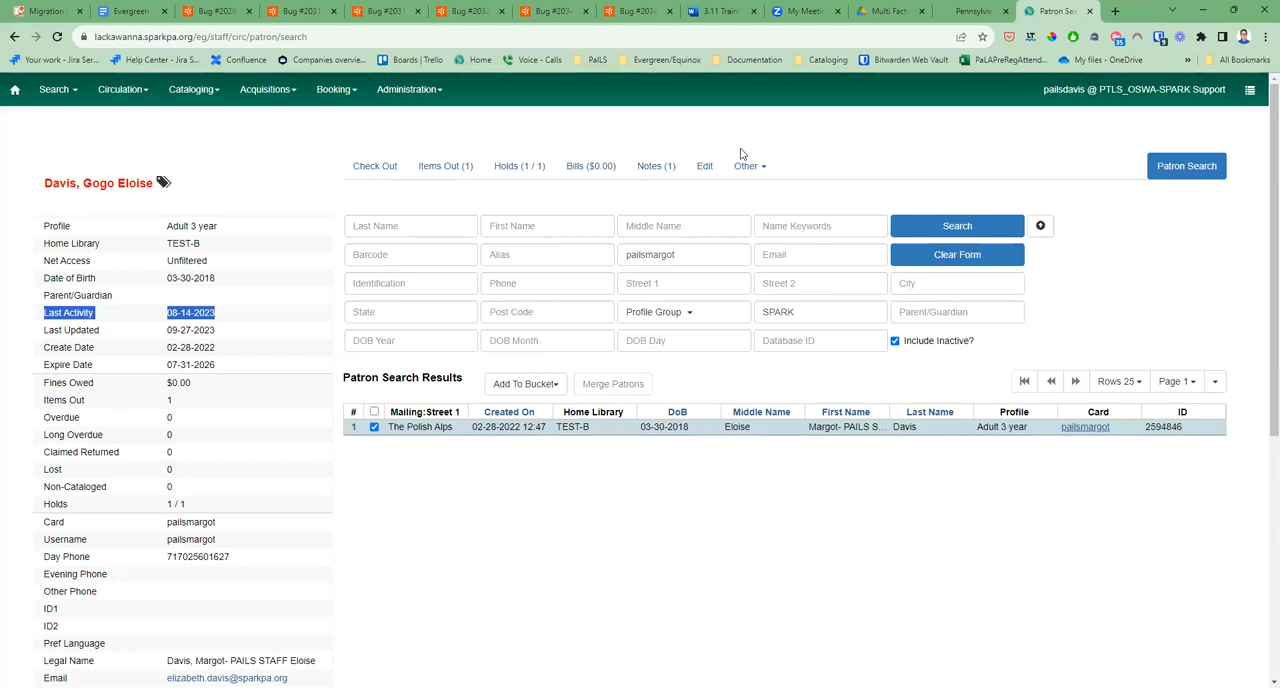 Migration
Evergreen
Bug #2026
Bug #2031
Bug #2031
Bug #2032
Bug #2034
Bug #2034
3.11 Traini
My Meetin
Multi Fact
Pennsylva
Patron Sea
lackawanna.sparkpa.org/eg/staff/circ/patron/search
Your work - Jira Ser...
Help Center - Jira S...
Confluence
Companies overvie...
Boards | Trello
Home
Voice - Calls
PaILS
Evergreen/Equinox
Documentation
Cataloging
Bitwarden Web Vault
PaLAPreRegAttend...
My files - OneDrive
»
All Bookmarks
Search
Circulation
Cataloging
Acquisitions
Booking
Administration
pailsdavis @ PTLS_OSWA-SPARK Support
Check Out
Items Out (1)
Holds (1 / 1)
Bills ($0.00)
Notes (1)
Edit
Other
Patron Search
Davis, Gogo Eloise
Profile Adult 3 year
Home Library TEST-B
Net Access Unfiltered
Date of Birth 03-30-2018
Parent/Guardian
Last Activity 08-14-2023
Last Updated 09-27-2023
Create Date 02-28-2022
Expire Date 07-31-2026
Fines Owed $0.00
Items Out 1
Overdue 0
Long Overdue 0
Claimed Returned 0
Lost 0
Non-Cataloged 0
Holds 1 / 1
Card pailsmargot
Username pailsmargot
Day Phone 717025601627
Evening Phone
Other Phone
ID1
ID2
Pref Language
Legal Name Davis, Margot- PAILS STAFF Eloise
Email elizabeth.davis@sparkpa.org
Last Name First Name Middle Name Name Keywords Search
Barcode Alias pailsmargot Email Clear Form
Identification Phone Street 1 Street 2 City
State Post Code Profile Group SPARK Parent/Guardian
DOB Year DOB Month DOB Day Database ID Include Inactive?
Patron Search Results
Add To Bucket
Merge Patrons
Rows 25
Page 1
# Mailing:Street 1 Created On Home Library DoB Middle Name First Name Last Name Profile Card ID
1 The Polish Alps 02-28-2022 12:47 TEST-B 03-30-2018 Eloise Margot- PAILS S... Davis Adult 3 year pailsmargot 2594846